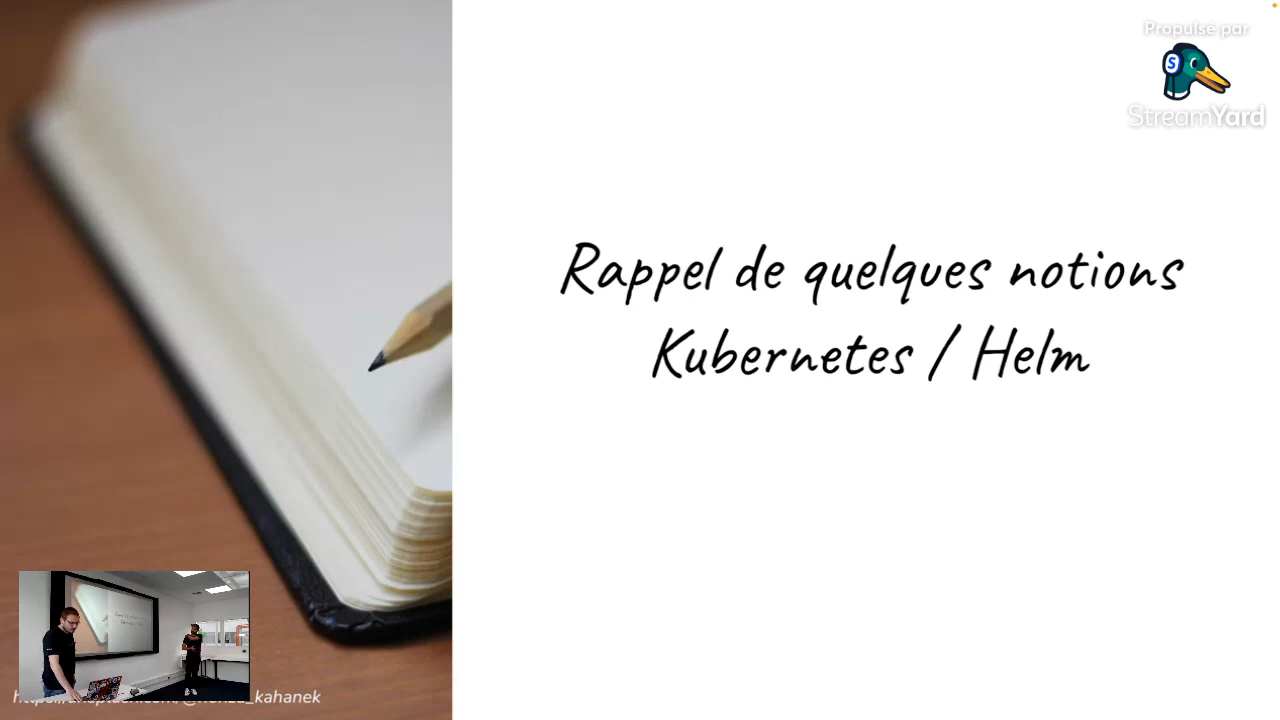 Propulsé par
StreamYard
Rappel de quelques notions
Kubernetes / Helm
_kahanek